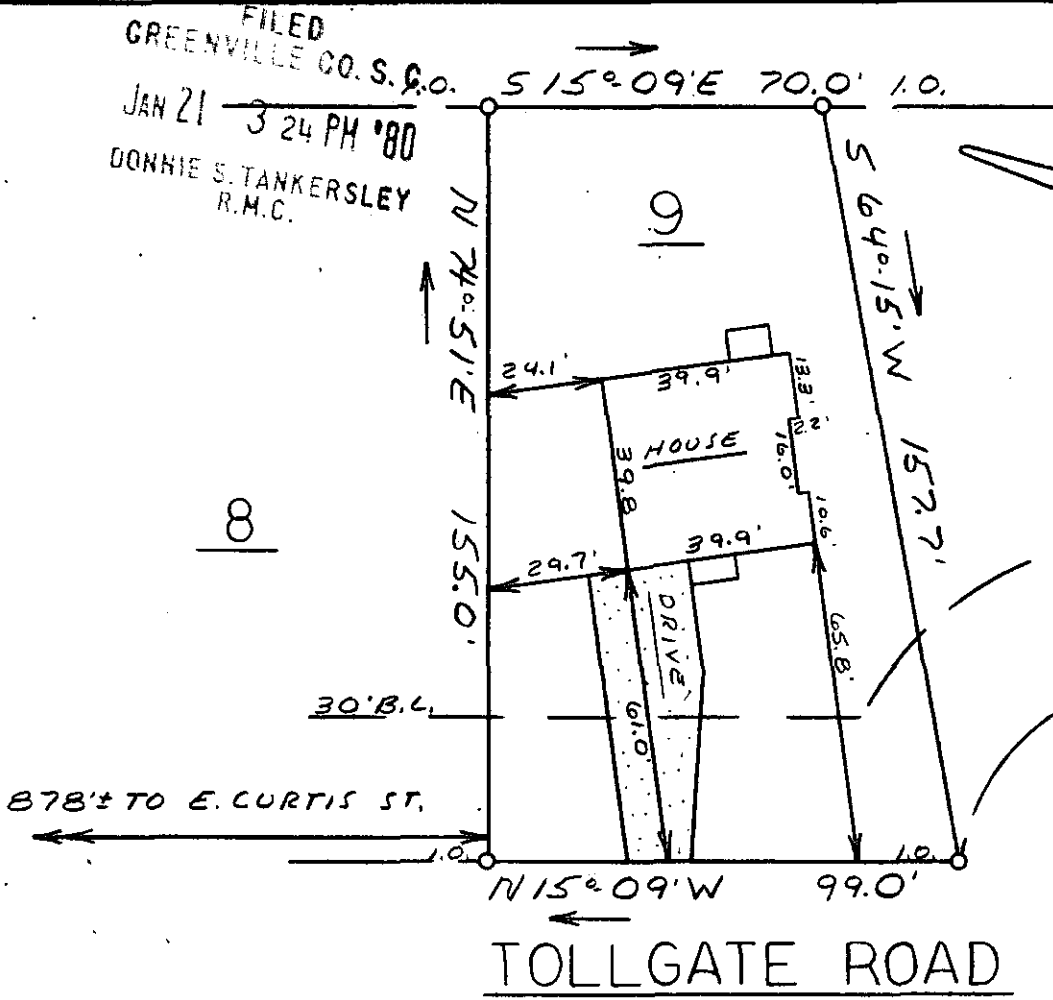 FILED
GREENVILLE CO. S. C.
JAN 21 3 24 PM '80
DONNIE S. TANKERSLEY
R.M.C.
I.O.
S 15°-09'E 70.0' I.O.
N 74°-51'E 155.0'
S 64°-15'W 157.7'
9
24.1'
39.9'
13.3'
2.2'
16.0'
HOUSE
39.8
10.6'
8
29.7'
39.9'
DRIVE
65.8'
61.0'
30' B.L.
878'± TO E. CURTIS ST.
I.O.
I.O.
N 15°-09'W 99.0'
TOLLGATE ROAD